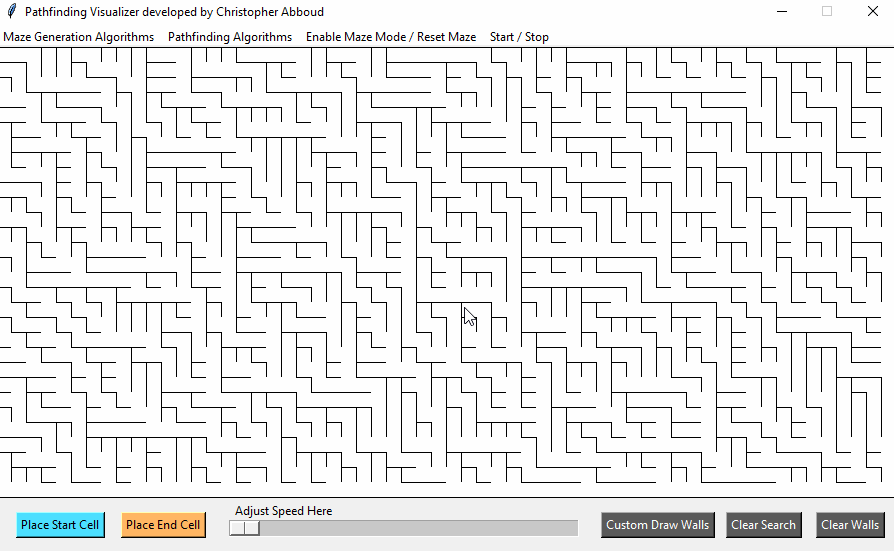 Pathfinding Visualizer developed by Christopher Abboud
Maze Generation Algorithms Pathfinding Algorithms Enable Maze Mode / Reset Maze Start / Stop
Adjust Speed Here
Place Start Cell Place End Cell Custom Draw Walls Clear Search Clear Walls